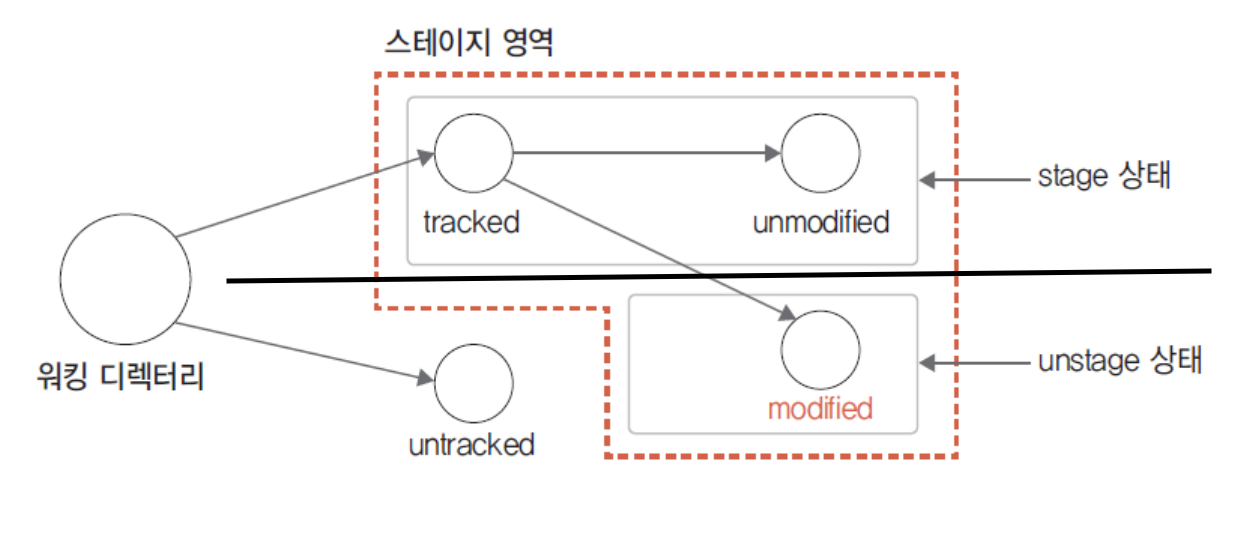 스테이지 영역
stage 상태
tracked
unmodified
워킹 디렉터리
unstage 상태
modified
untracked